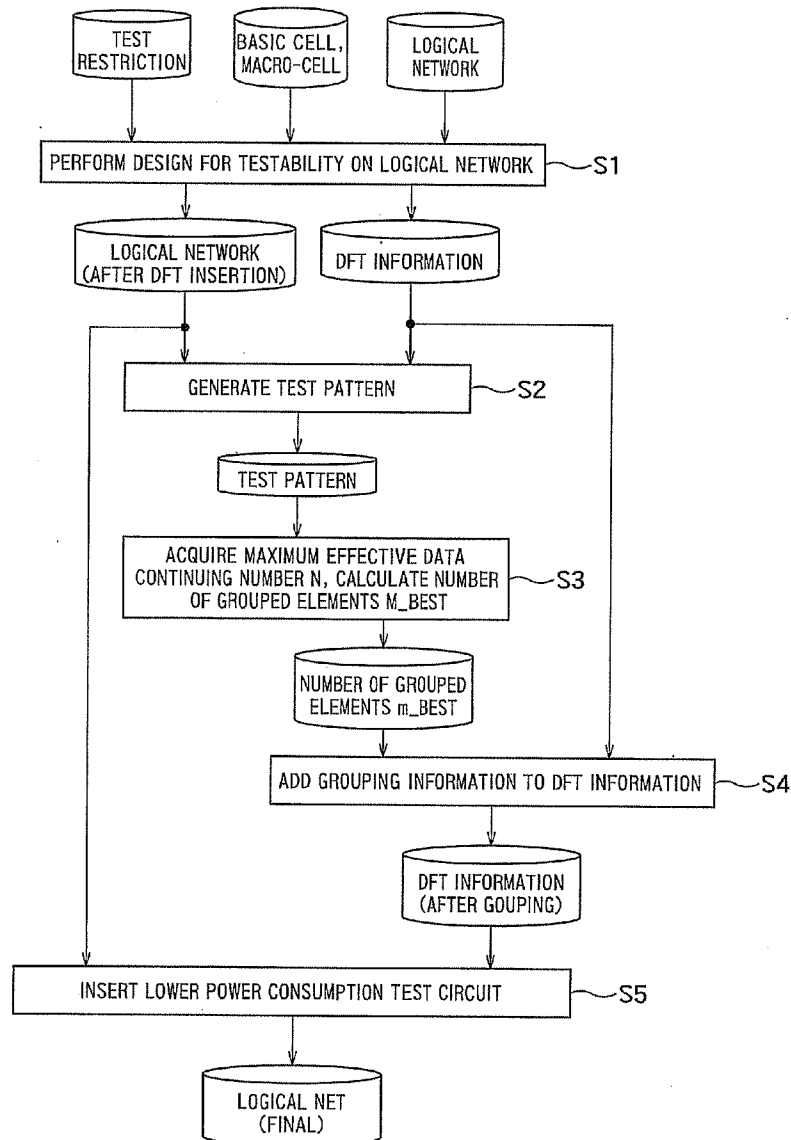 TEST
RESTRICTION
BASIC CELL,
MACRO-CELL
LOGICAL
NETWORK
PERFORM DESIGN FOR TESTABILITY ON LOGICAL NETWORK
S1
LOGICAL NETWORK
(AFTER DFT INSERTION)
DFT INFORMATION
GENERATE TEST PATTERN
S2
TEST PATTERN
ACQUIRE MAXIMUM EFFECTIVE DATA
CONTINUING NUMBER N, CALCULATE NUMBER
OF GROUPED ELEMENTS M_BEST
S3
NUMBER OF GROUPED
ELEMENTS m_BEST
ADD GROUPING INFORMATION TO DFT INFORMATION
S4
DFT INFORMATION
(AFTER GOUPING)
INSERT LOWER POWER CONSUMPTION TEST CIRCUIT
S5
LOGICAL NET
(FINAL)